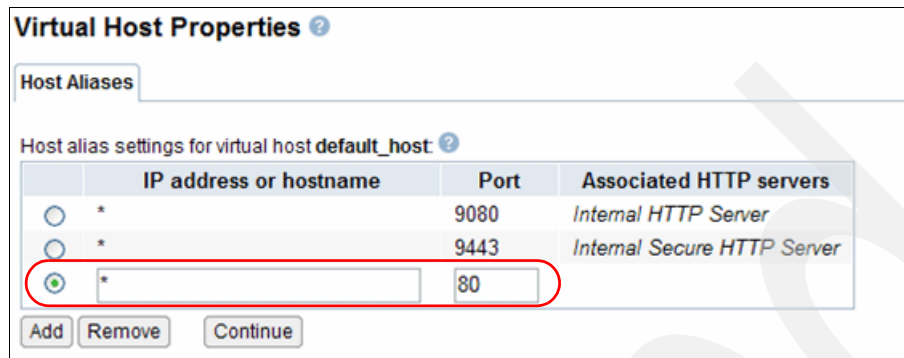 Virtual Host Properties ?
Host Aliases
Host alias settings for virtual host default_host: ?
IP address or hostname Port Associated HTTP servers
* 9080 Internal HTTP Server
* 9443 Internal Secure HTTP Server
* 80
Add Remove Continue